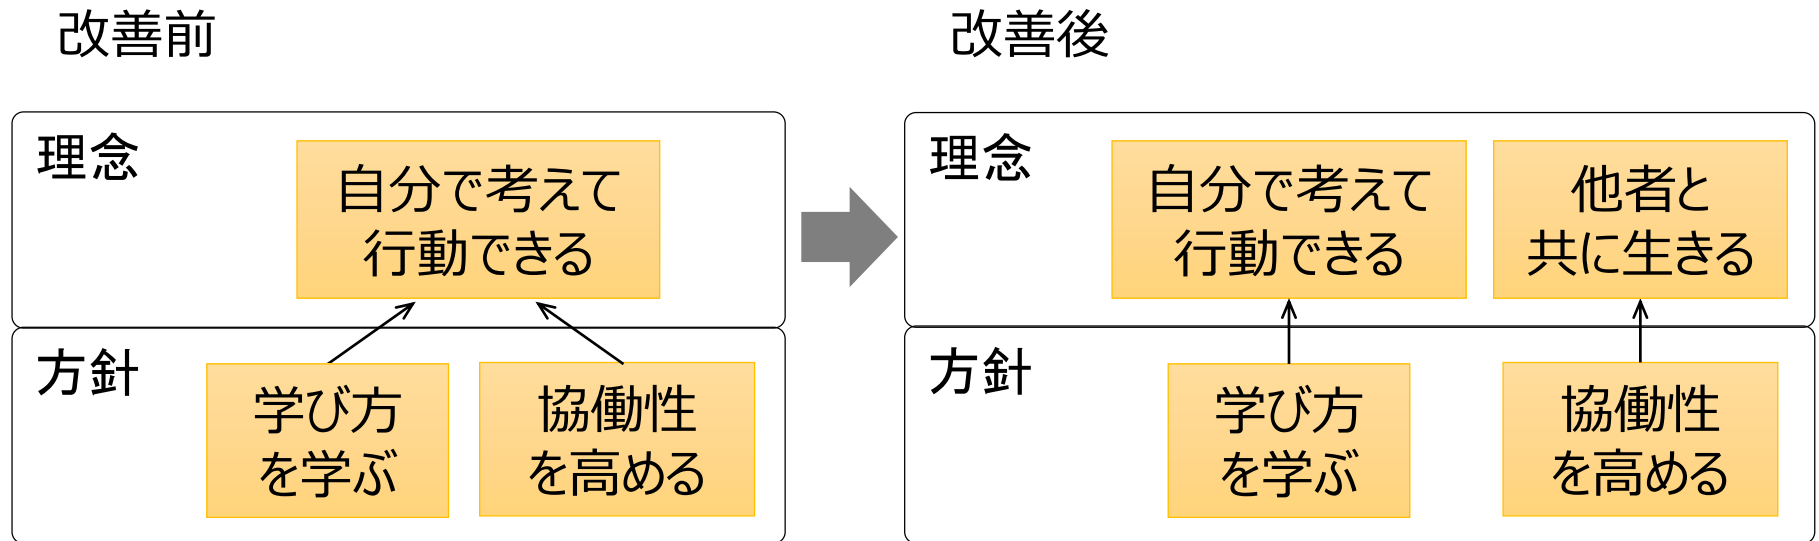 改善前
改善後
理念
自分で考えて
行動できる
方針
学び方
を学ぶ
協働性
を高める
理念
自分で考えて
行動できる
他者と
共に生きる
方針
学び方
を学ぶ
協働性
を高める